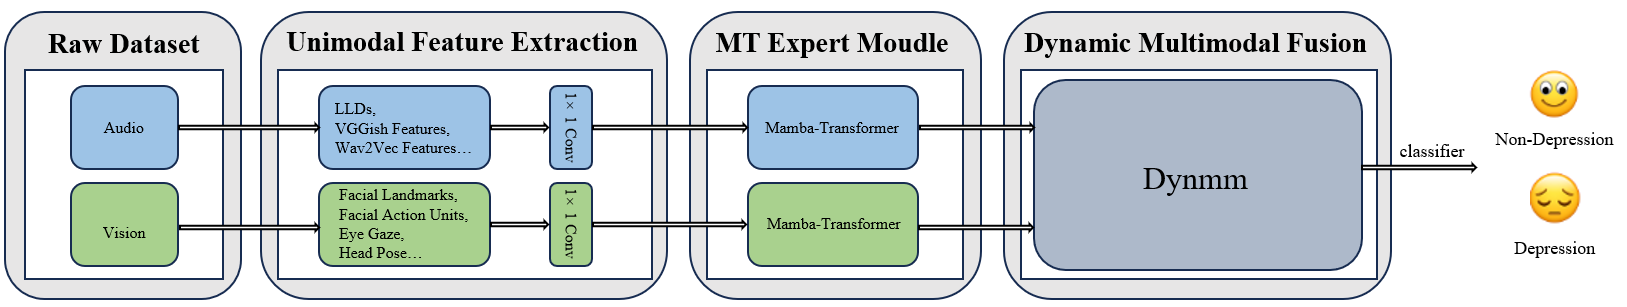 Raw Dataset
Audio
Vision
Unimodal Feature Extraction
LLDs,
VGGish Features,
Wav2Vec Features…
1× 1 Conv
Facial Landmarks,
Facial Action Units,
Eye Gaze,
Head Pose…
1× 1 Conv
MT Expert Moudle
Mamba-Transformer
Mamba-Transformer
Dynamic Multimodal Fusion
Dynmm
classifier
Non-Depression
Depression